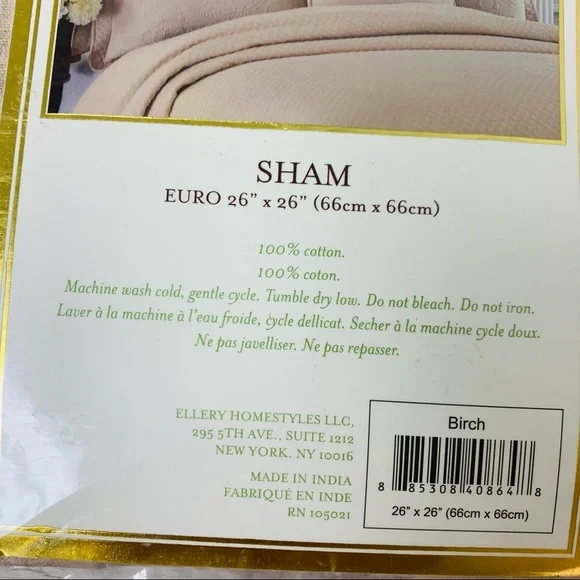 SHAM
EURO 26" x 26" (66cm x 66cm)
100% cotton.
100% coton.
Machine wash cold, gentle cycle. Tumble dry low. Do not bleach. Do not iron.
Laver à la machine à l'eau froide, cycle dellicat. Secher à la machine cycle doux.
Ne pas javelliser. Ne pas repasser.
ELLERY HOMESTYLES LLC,
295 5TH AVE., SUITE 1212
NEW YORK, NY 10016
MADE IN INDIA
FABRIQUÉ EN INDE
RN 105021
Birch
8 85308 40864 8
26" x 26" (66cm x 66cm)